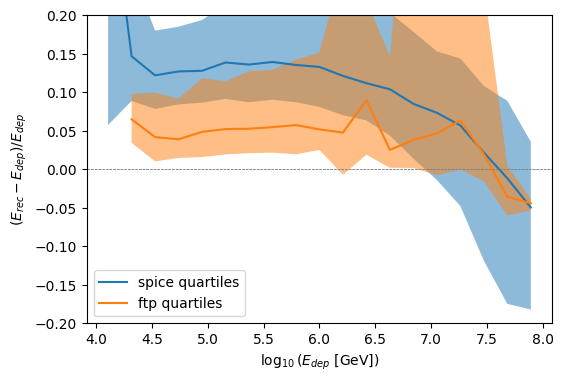 0.20
0.15
0.10
0.05
0.00
−0.05
−0.10
−0.15
−0.20
(E_rec − E_dep)/E_dep
spice quartiles
ftp quartiles
4.0 4.5 5.0 5.5 6.0 6.5 7.0 7.5 8.0
log₁₀(E_dep [GeV])